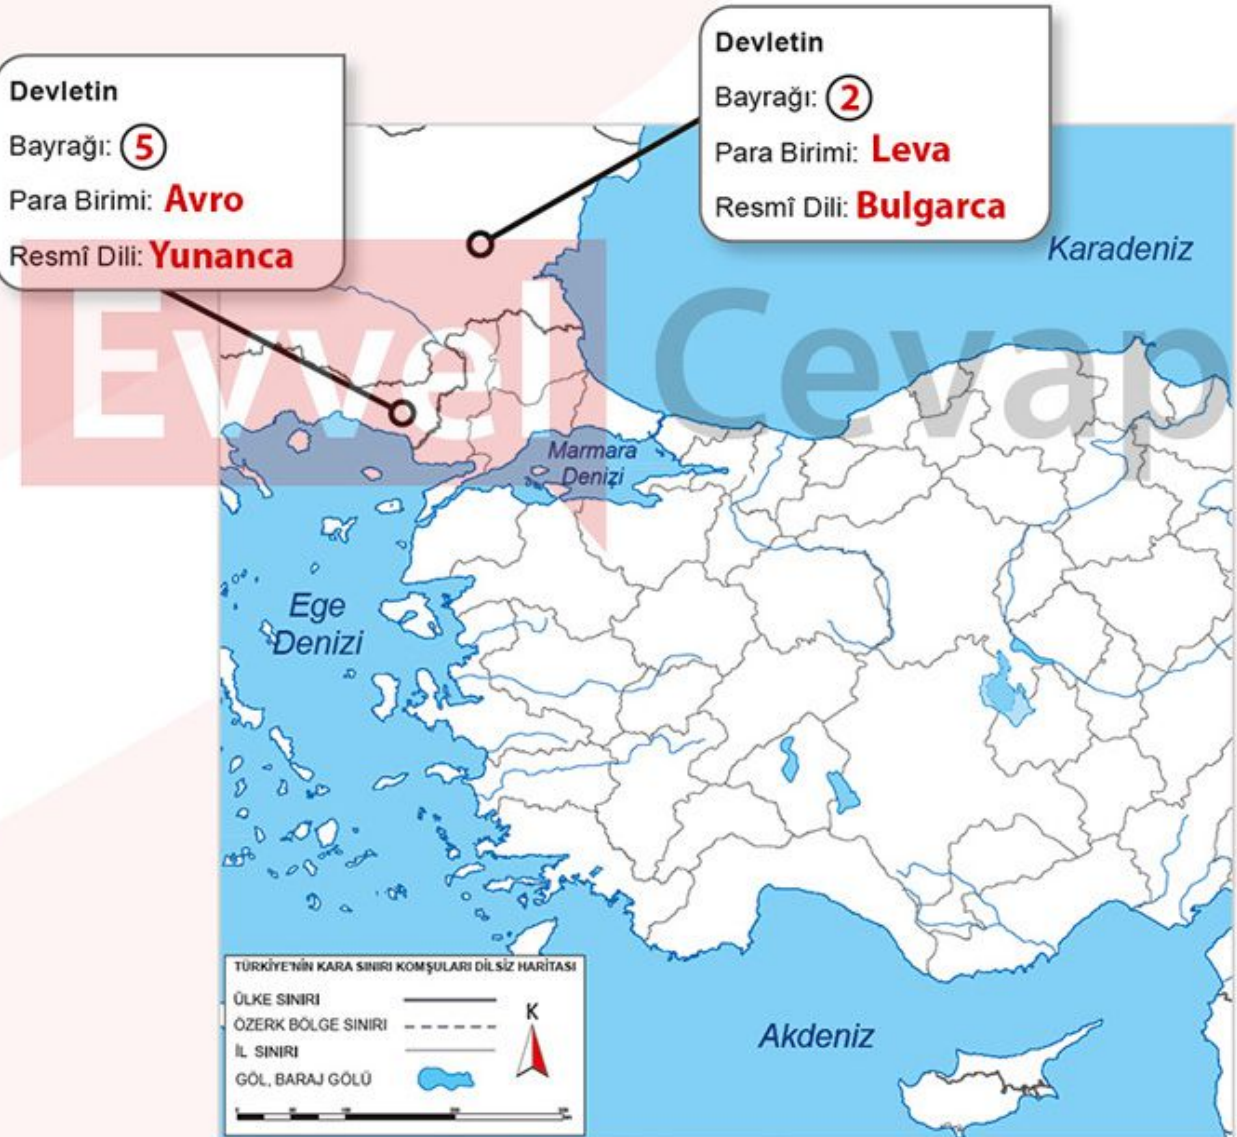 Devletin
Bayrağı: 5
Para Birimi: Avro
Resmî Dili: Yunanca
Devletin
Bayrağı: 2
Para Birimi: Leva
Resmî Dili: Bulgarca
Karadeniz
Evvel Cevap
Marmara
Denizi
Ege
Denizi
Akdeniz
TÜRKİYE'NİN KARA SINIRI KOMŞULARI DİLSİZ HARİTASI
ÜLKE SINIRI
ÖZERK BÖLGE SINIRI
İL SINIRI
GÖL, BARAJ GÖLÜ
K